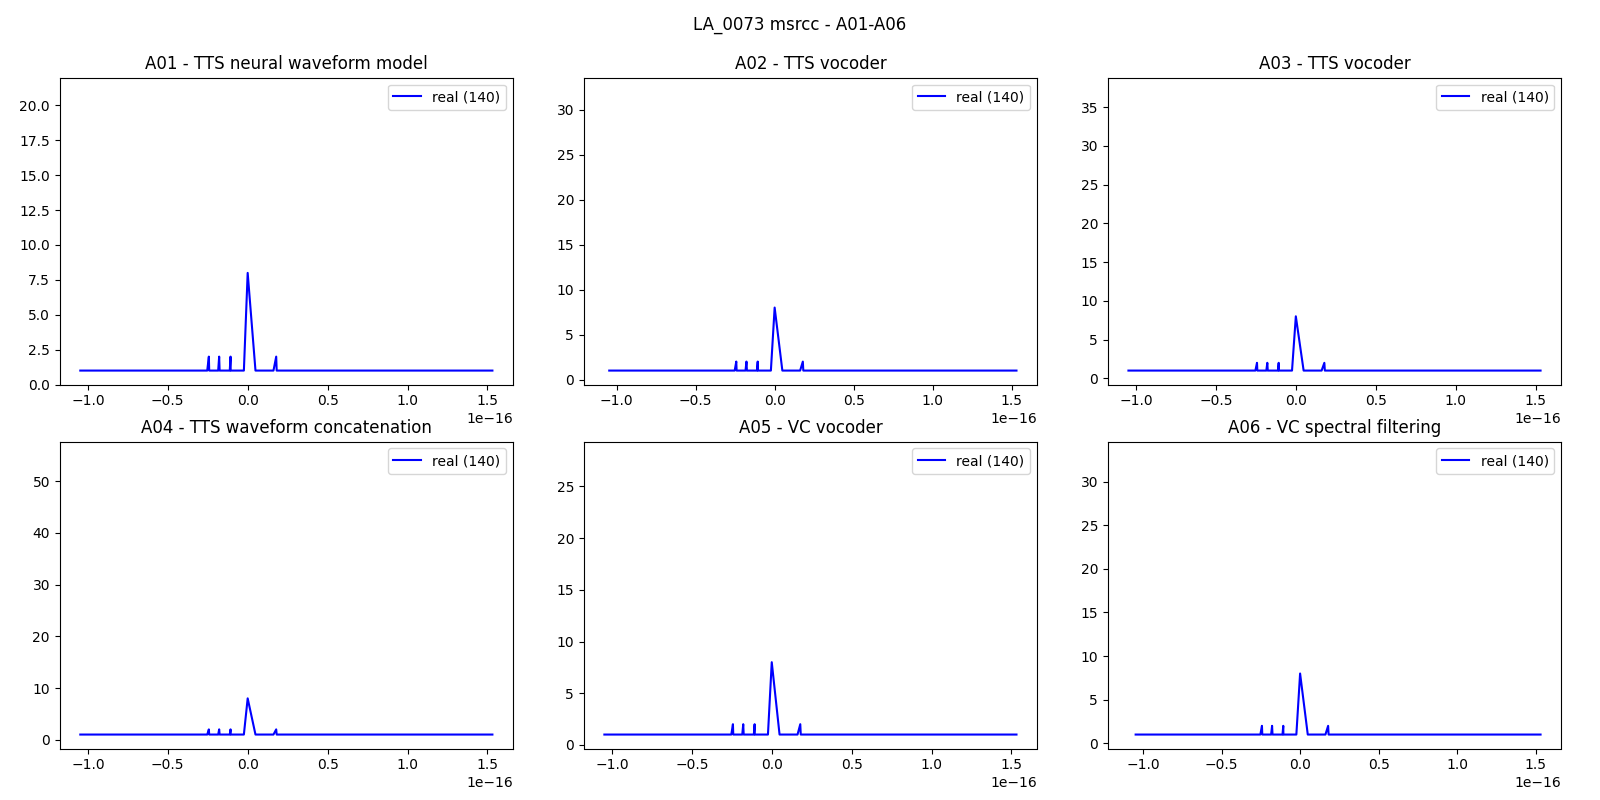 LA_0073 msrcc - A01-A06
A01 - TTS neural waveform model
real (140)
20.0
17.5
15.0
12.5
10.0
7.5
5.0
2.5
0.0
−1.0 −0.5 0.0 0.5 1.0 1.5
1e−16
A02 - TTS vocoder
real (140)
30
25
20
15
10
5
0
−1.0 −0.5 0.0 0.5 1.0 1.5
1e−16
A03 - TTS vocoder
real (140)
35
30
25
20
15
10
5
0
−1.0 −0.5 0.0 0.5 1.0 1.5
1e−16
A04 - TTS waveform concatenation
real (140)
50
40
30
20
10
0
−1.0 −0.5 0.0 0.5 1.0 1.5
1e−16
A05 - VC vocoder
real (140)
25
20
15
10
5
0
−1.0 −0.5 0.0 0.5 1.0 1.5
1e−16
A06 - VC spectral filtering
real (140)
30
25
20
15
10
5
0
−1.0 −0.5 0.0 0.5 1.0 1.5
1e−16